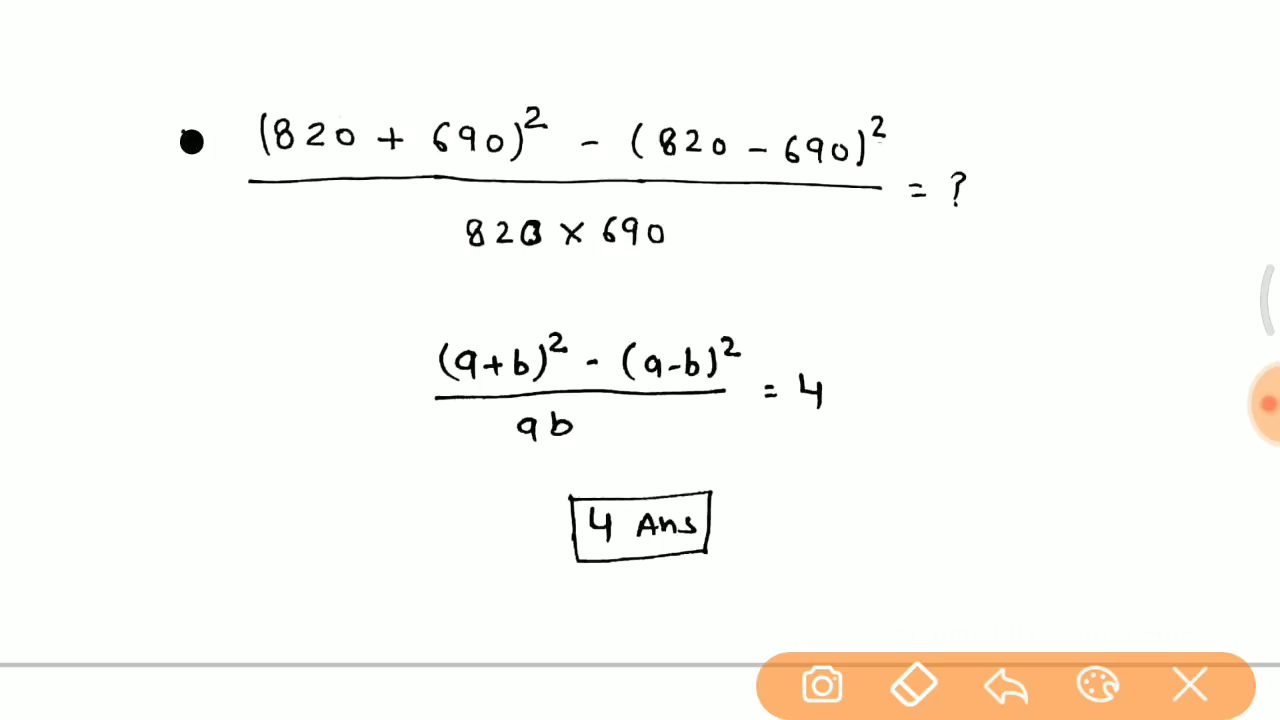 (820 + 690)² - (820 - 690)²
= ?
820 × 690
(a+b)² - (a-b)²
= 4
ab
4 Ans